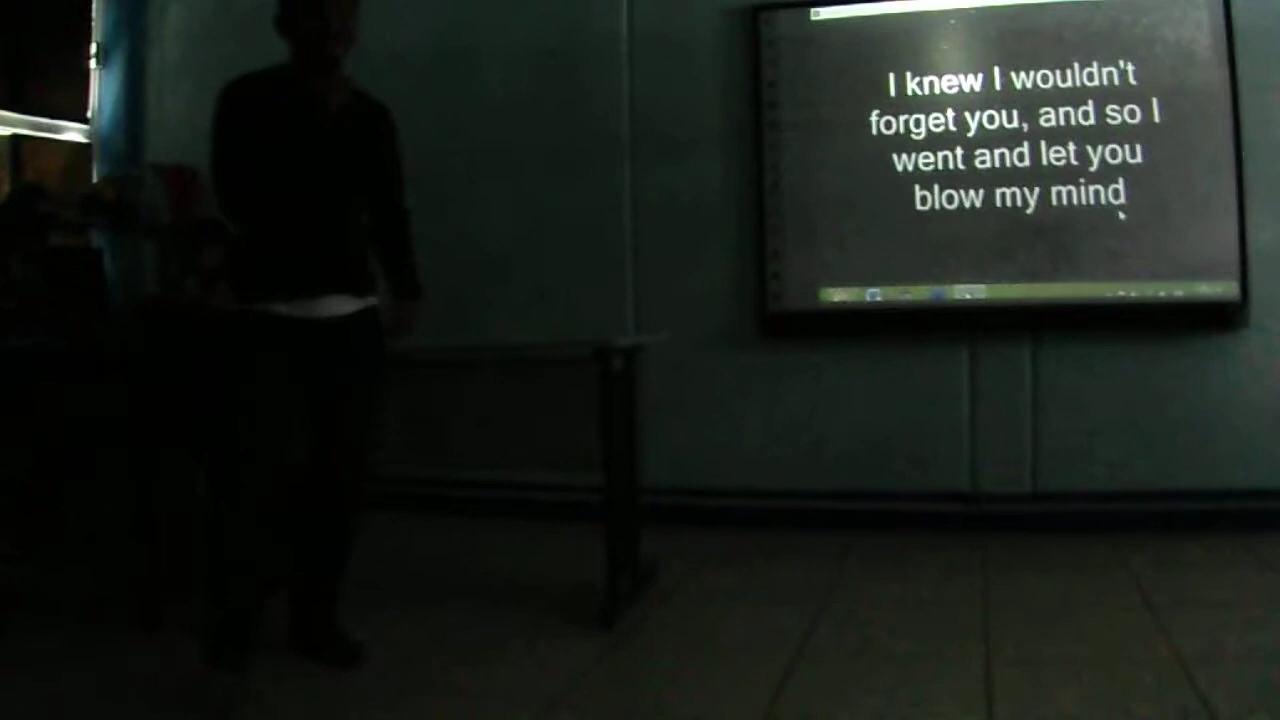 I knew I wouldn't
forget you, and so I
went and let you
blow my mind